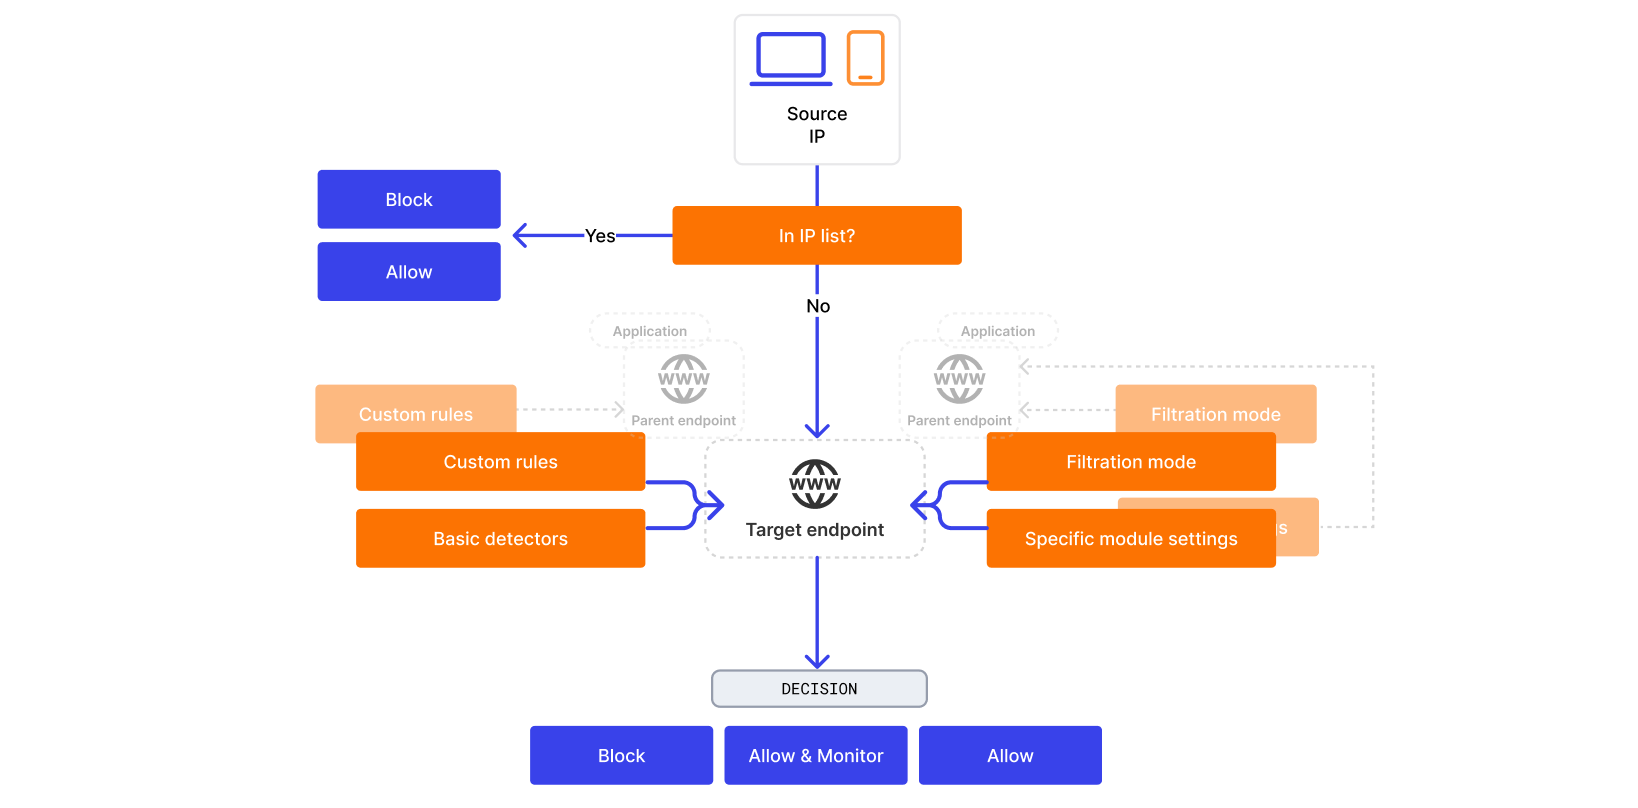 Source
IP
Block
Yes
In IP list?
Allow
No
Application
Application
www
www
Parent endpoint
Parent endpoint
Custom rules
Filtration mode
Custom rules
Filtration mode
www
Target endpoint
Basic detectors
Specific module settings
DECISION
Block
Allow & Monitor
Allow